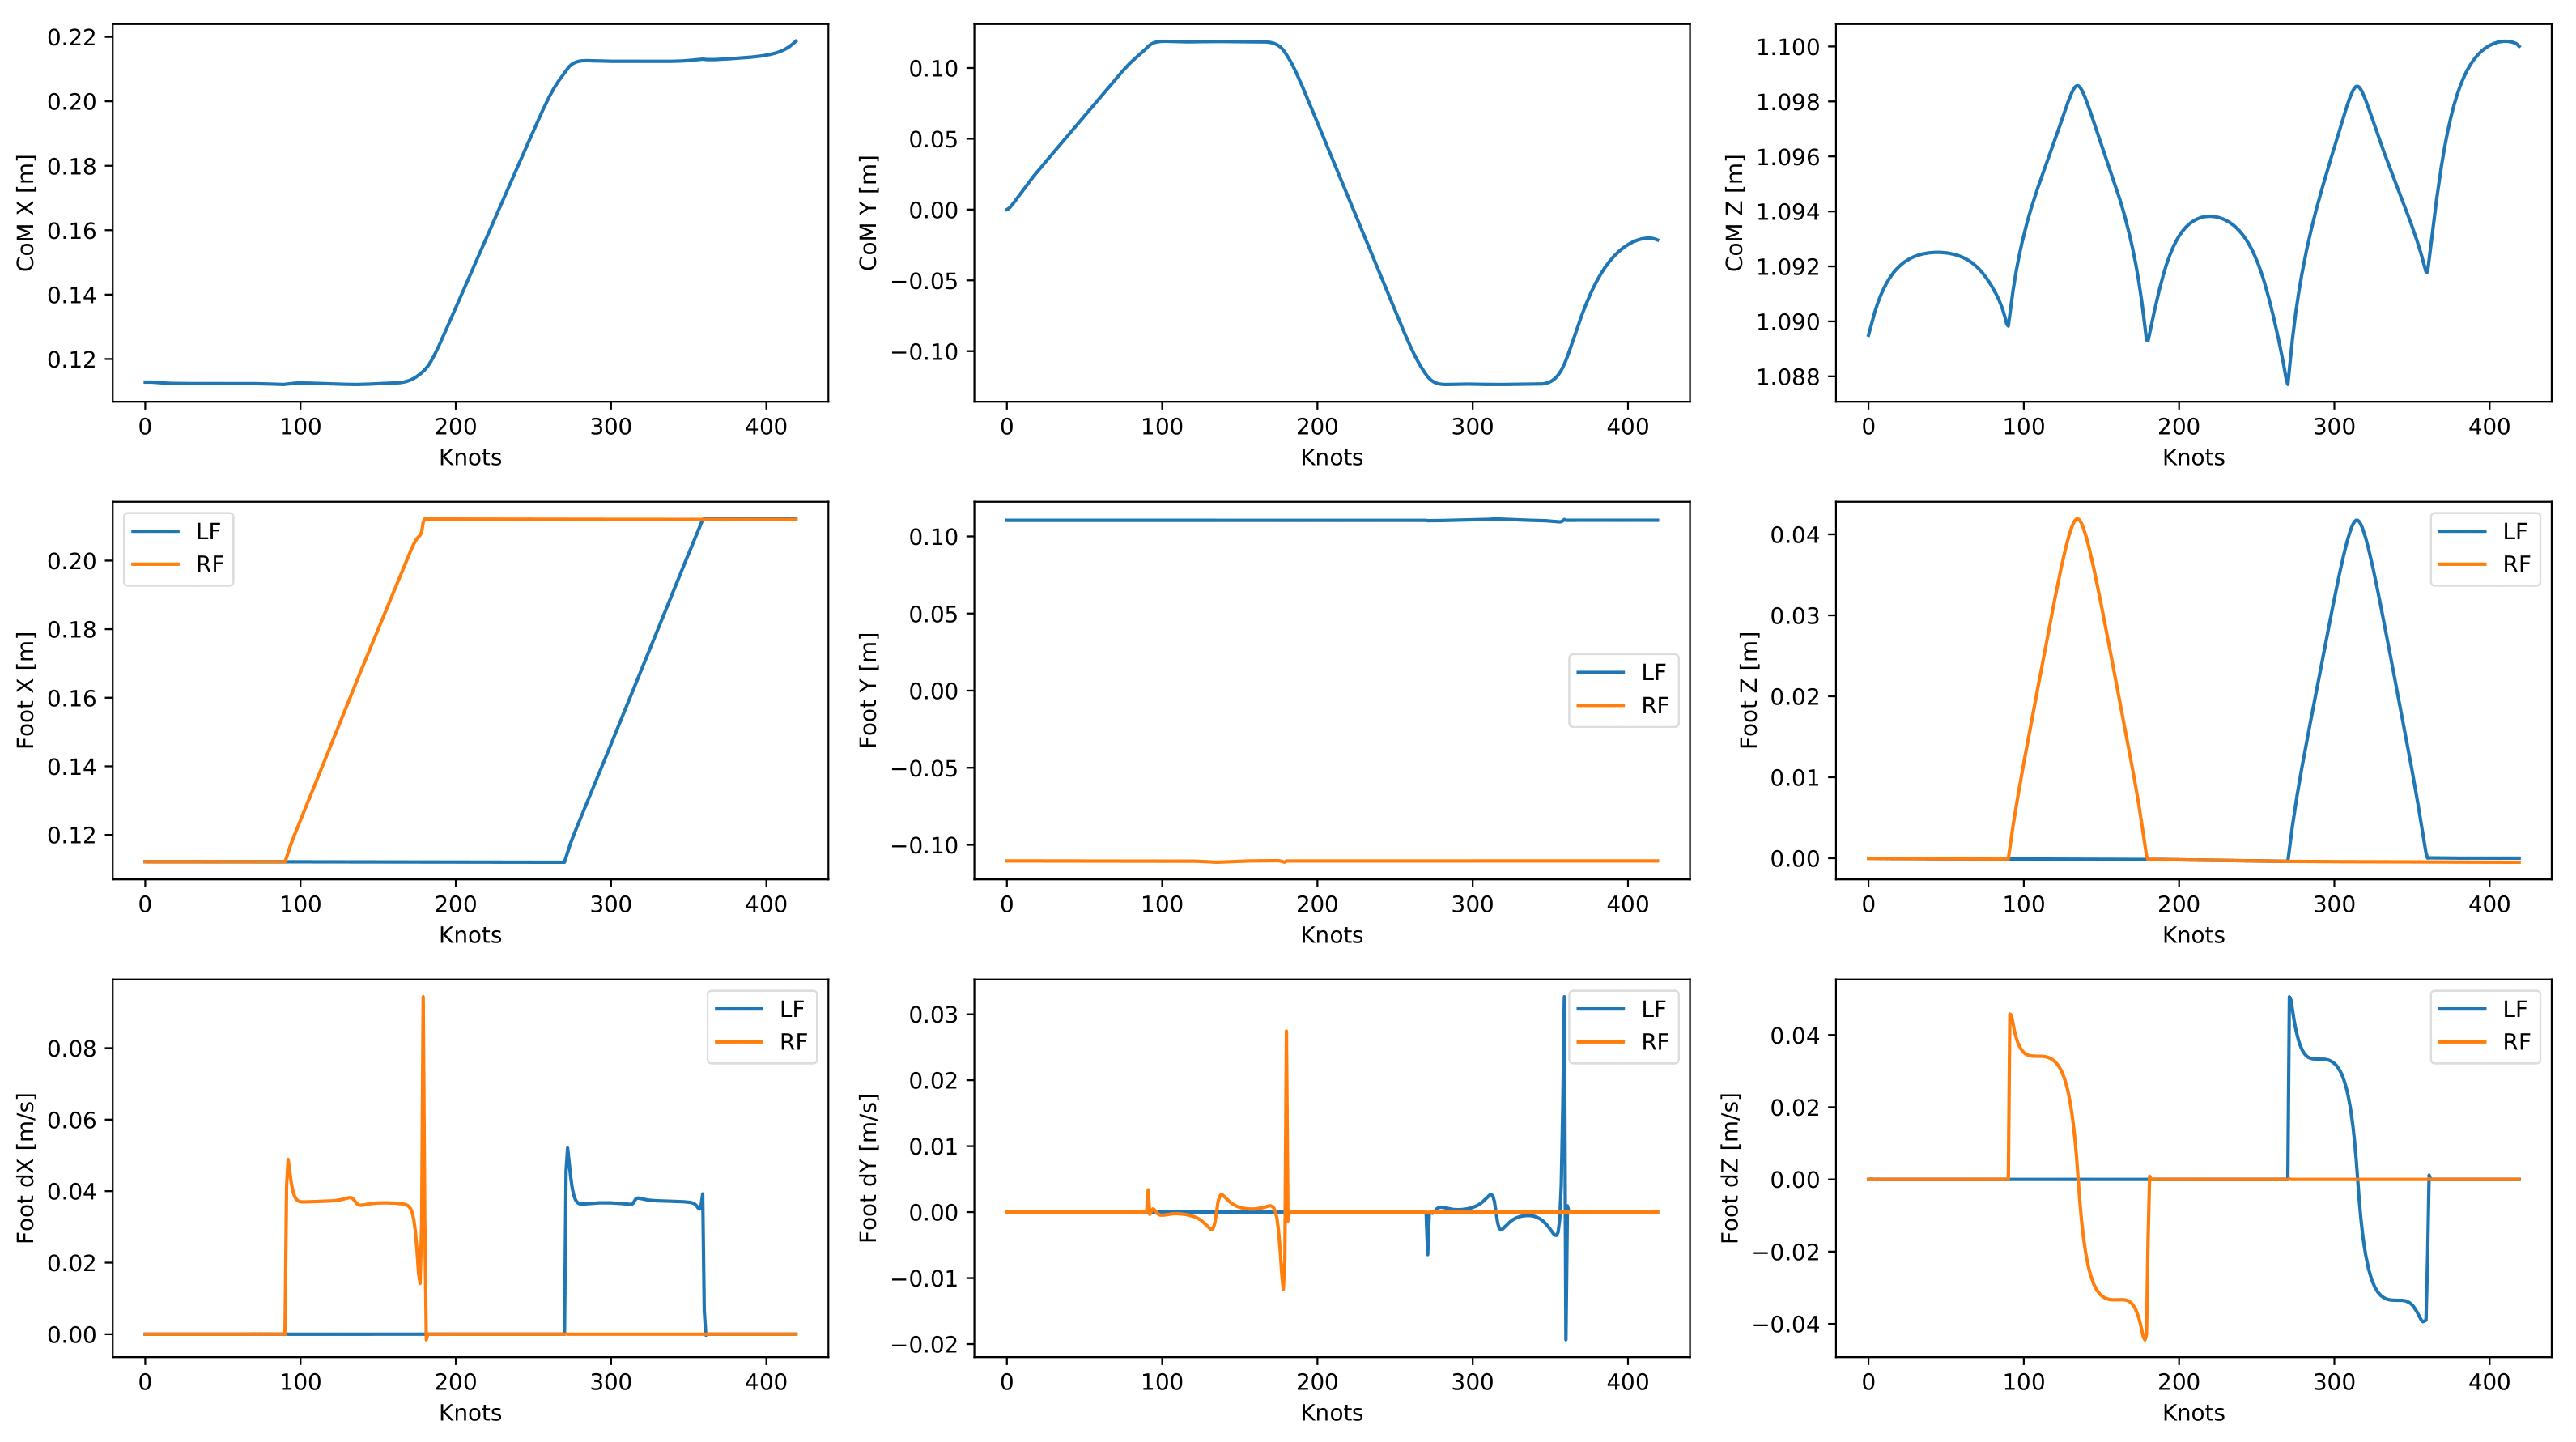 CoM X [m]
0.22
0.20
0.18
0.16
0.14
0.12
0 100 200 300 400
Knots
CoM Y [m]
0.10
0.05
0.00
−0.05
−0.10
0 100 200 300 400
Knots
CoM Z [m]
1.100
1.098
1.096
1.094
1.092
1.090
1.088
0 100 200 300 400
Knots
Foot X [m]
0.20
0.18
0.16
0.14
0.12
LF
RF
0 100 200 300 400
Knots
Foot Y [m]
0.10
0.05
0.00
−0.05
−0.10
LF
RF
0 100 200 300 400
Knots
Foot Z [m]
0.04
0.03
0.02
0.01
0.00
LF
RF
0 100 200 300 400
Knots
Foot dX [m/s]
0.08
0.06
0.04
0.02
0.00
LF
RF
0 100 200 300 400
Knots
Foot dY [m/s]
0.03
0.02
0.01
0.00
−0.01
−0.02
LF
RF
0 100 200 300 400
Knots
Foot dZ [m/s]
0.04
0.02
0.00
−0.02
−0.04
LF
RF
0 100 200 300 400
Knots